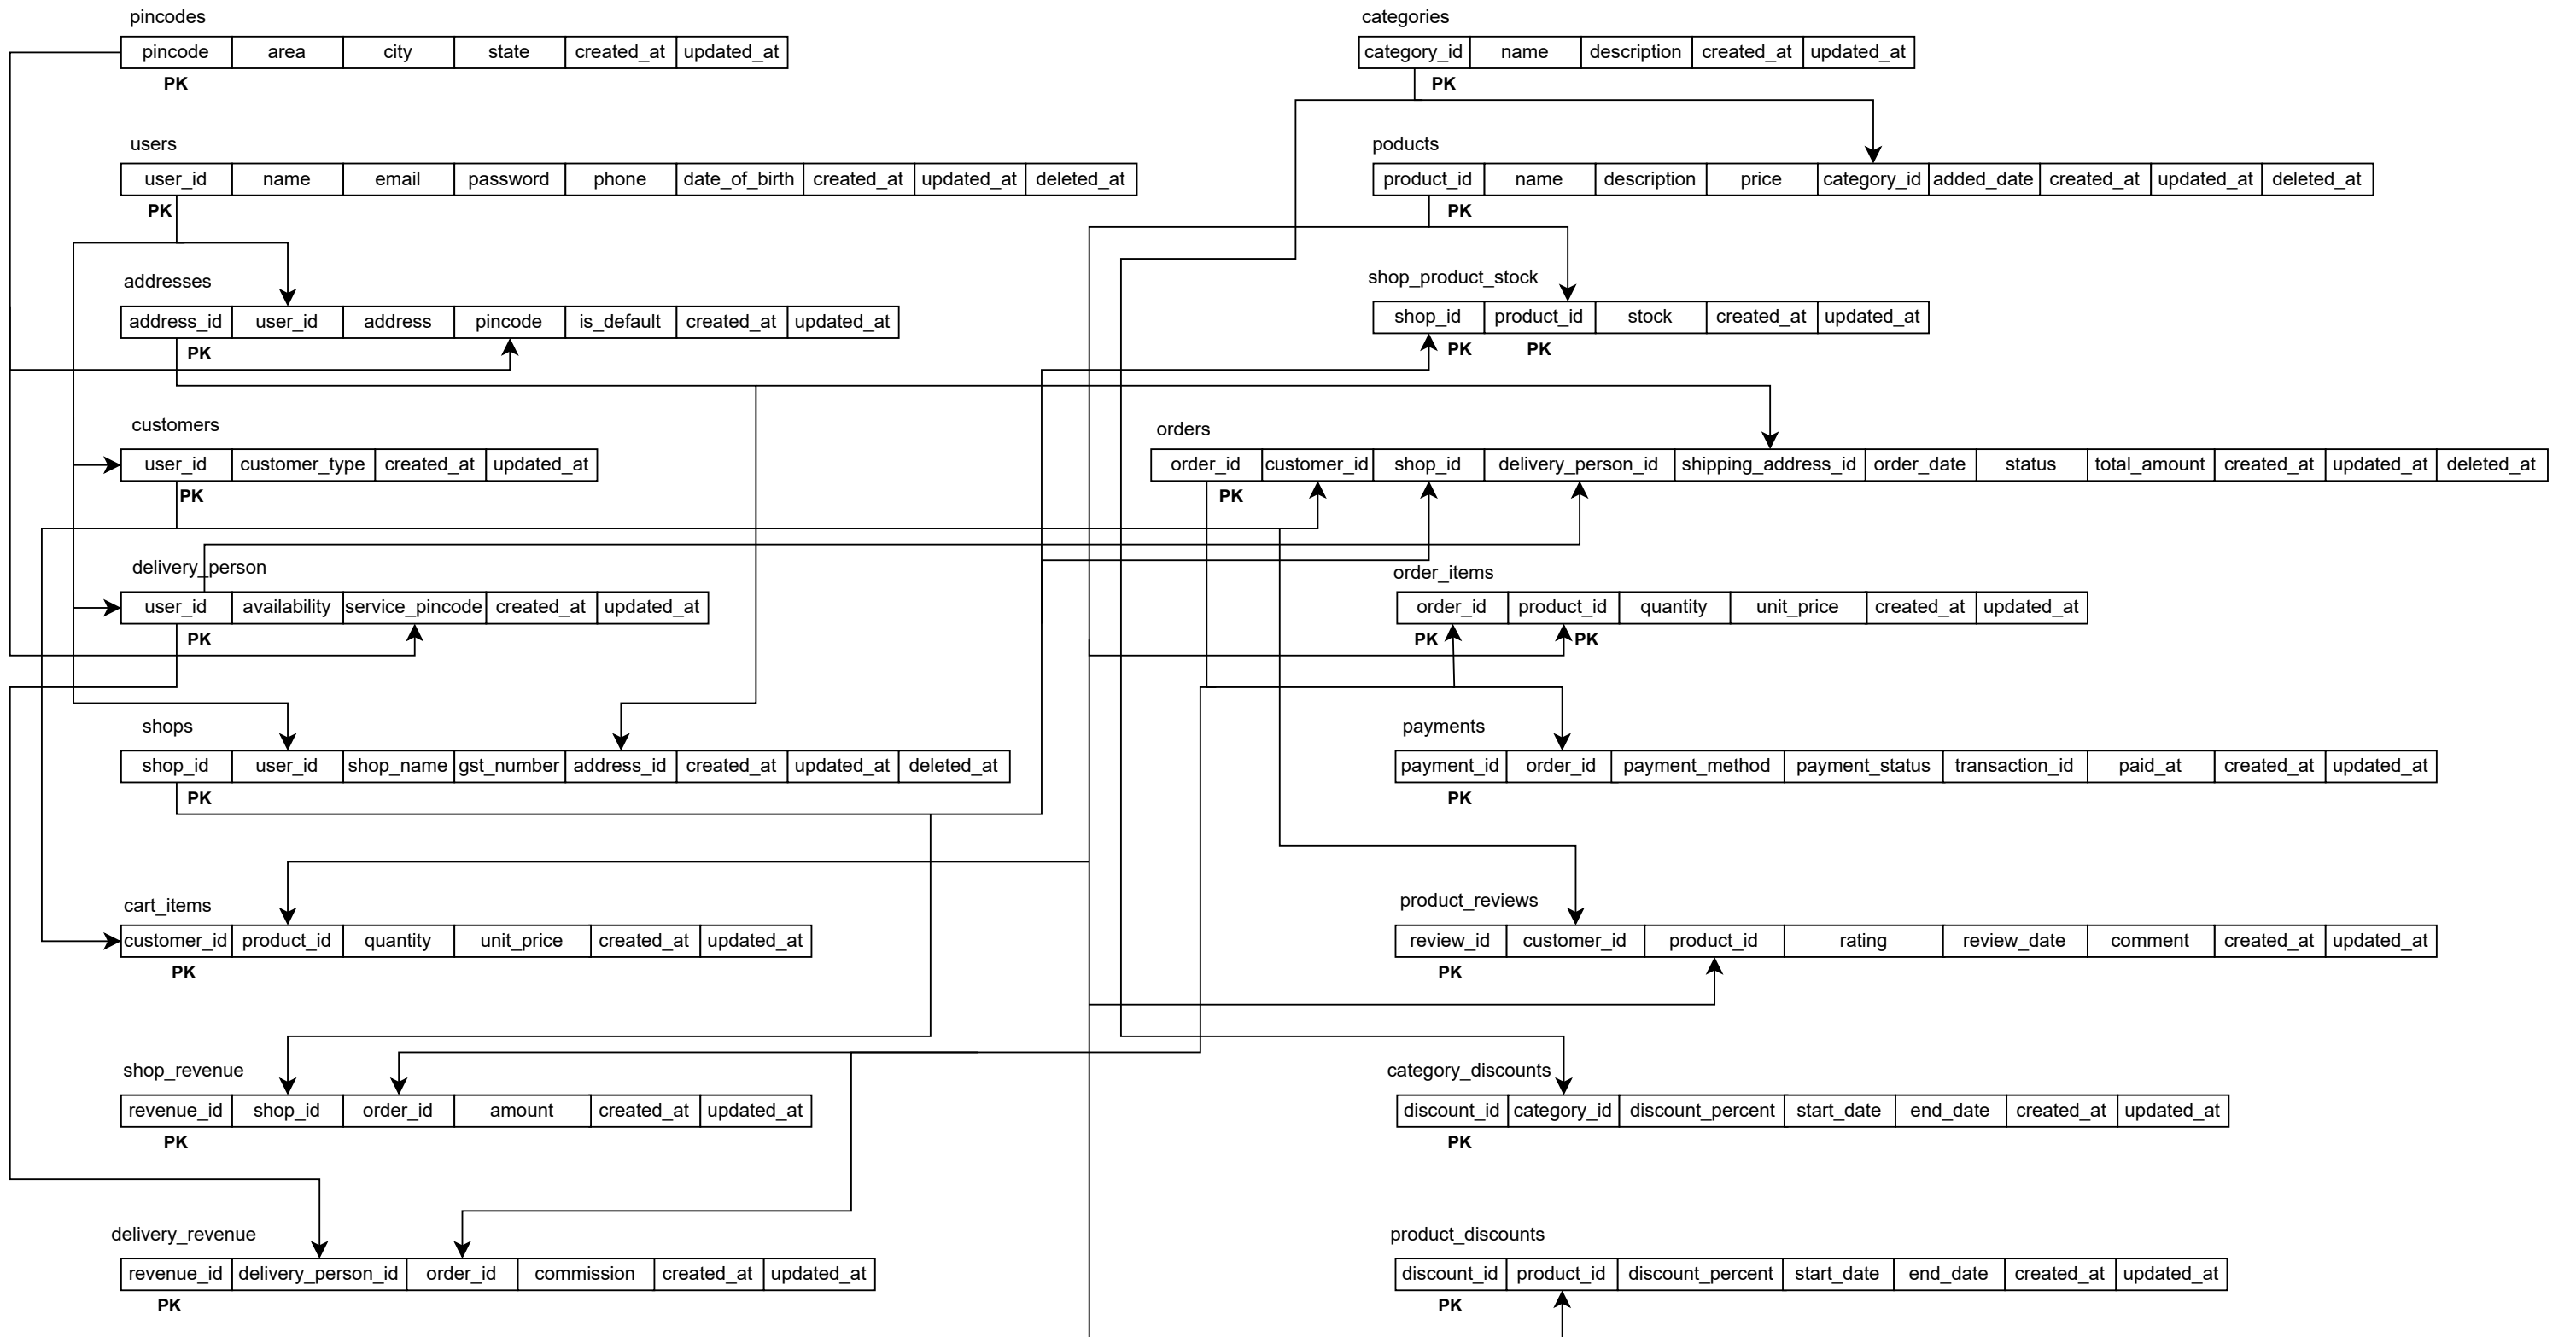 pincodes
pincode area city state created_at updated_at
PK
users
user_id name email password phone date_of_birth created_at updated_at deleted_at
PK
addresses
address_id user_id address pincode is_default created_at updated_at
PK
customers
user_id customer_type created_at updated_at
PK
delivery_person
user_id availability service_pincode created_at updated_at
PK
shops
shop_id user_id shop_name gst_number address_id created_at updated_at deleted_at
PK
cart_items
customer_id product_id quantity unit_price created_at updated_at
PK
shop_revenue
revenue_id shop_id order_id amount created_at updated_at
PK
delivery_revenue
revenue_id delivery_person_id order_id commission created_at updated_at
PK
categories
category_id name description created_at updated_at
PK
poducts
product_id name description price category_id added_date created_at updated_at deleted_at
PK
shop_product_stock
shop_id product_id stock created_at updated_at
PK PK
orders
order_id customer_id shop_id delivery_person_id shipping_address_id order_date status total_amount created_at updated_at deleted_at
PK
order_items
order_id product_id quantity unit_price created_at updated_at
PK PK
payments
payment_id order_id payment_method payment_status transaction_id paid_at created_at updated_at
PK
product_reviews
review_id customer_id product_id rating review_date comment created_at updated_at
PK
category_discounts
discount_id category_id discount_percent start_date end_date created_at updated_at
PK
product_discounts
discount_id product_id discount_percent start_date end_date created_at updated_at
PK